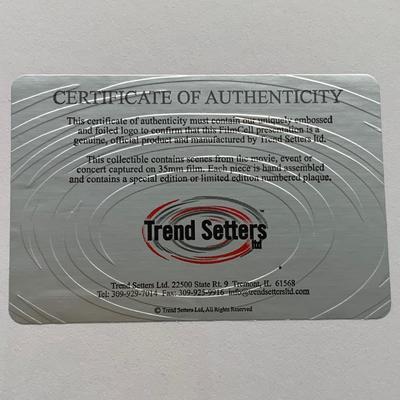 CERTIFICATE OF AUTHENTICITY
This certificate of authenticity must contain our uniquely embossed
and foiled logo to confirm that this FilmCell presentation is a
genuine, official product and manufactured by Trend Setters ltd.
This collectible contains scenes from the movie, event or
concert captured on 35mm film. Each piece is hand assembled
and contains a special edition or limited edition numbered plaque.
Trend Setters
ltd
Trend Setters Ltd. 22500 State Rt. 9 Tremont, IL 61568
Tel: 309-929-7014 Fax: 309-925-9916 info@trendsettersltd.com
© Trend Setters Ltd, All Rights Reserved